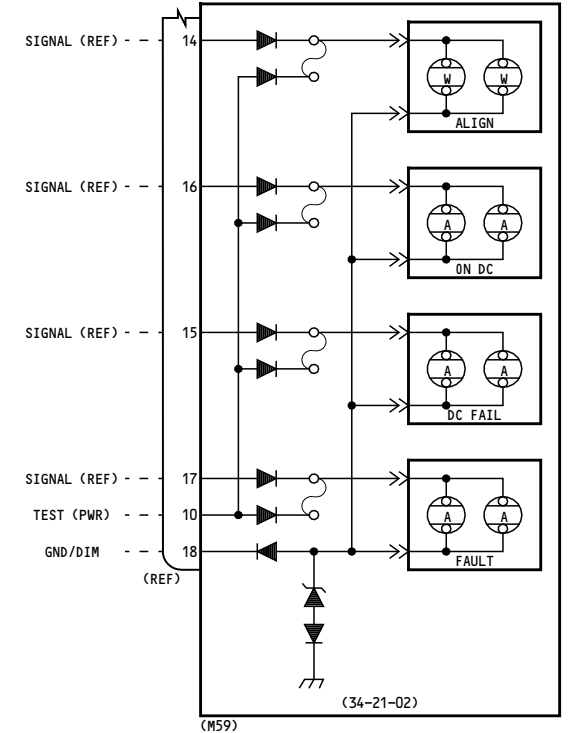 SIGNAL (REF)
14
W W
ALIGN
SIGNAL (REF)
16
A A
ON DC
SIGNAL (REF)
15
A A
DC FAIL
SIGNAL (REF)
17
TEST (PWR)
10
A A
GND/DIM
18
FAULT
(REF)
(34-21-02)
(M59)